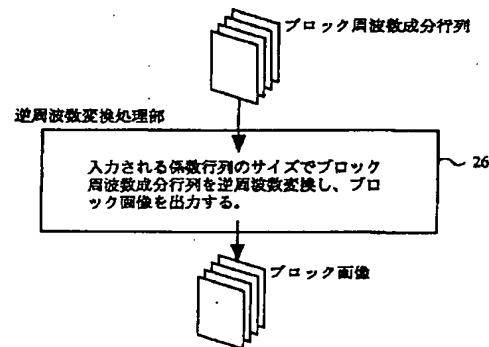 ブロック周波数成分行列
逆周波数変換処理部
入力される係数行列のサイズでブロック
周波数成分行列を逆周波数変換し、ブロ
ック画像を出力する。
26
ブロック画像